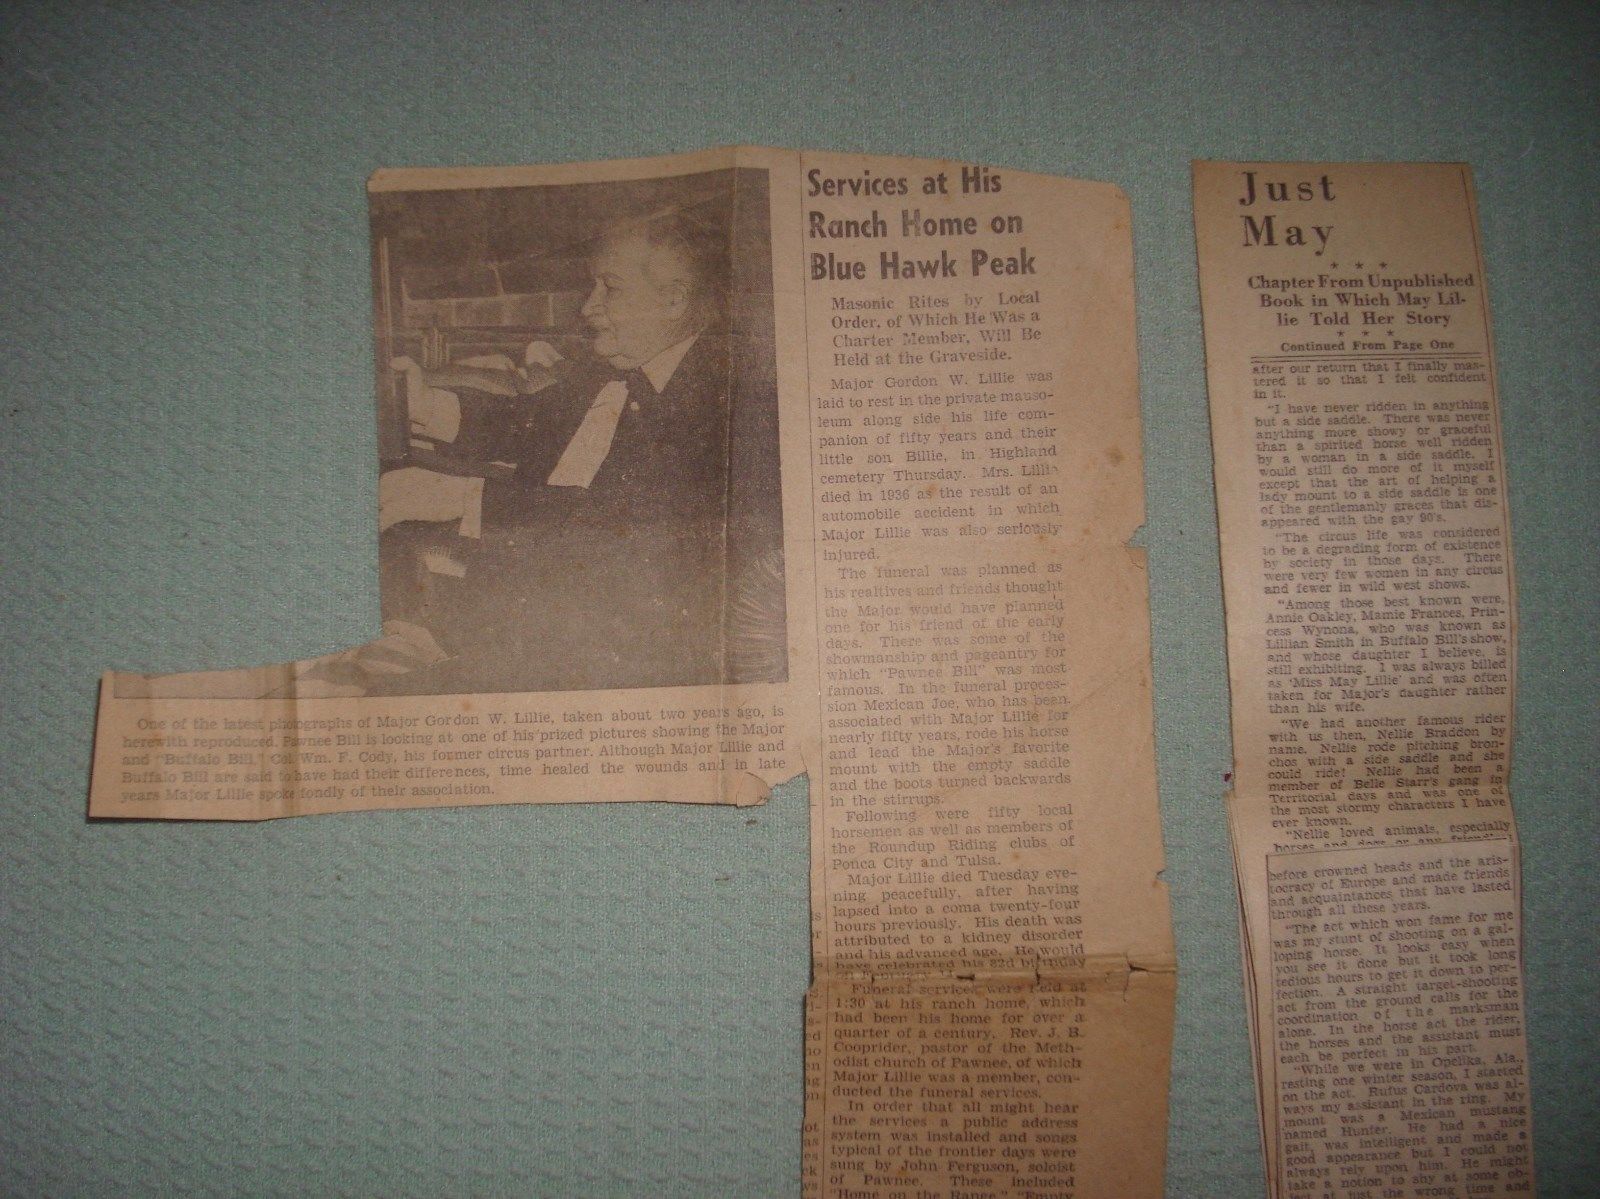 One of the latest photographs of Major Gordon W. Lillie, taken about two years ago, is
herewith reproduced. Pawnee Bill is looking at one of his prized pictures showing the Major
and "Buffalo Bill," Col. Wm. F. Cody, his former circus partner. Although Major Lillie and
Buffalo Bill are said to have had their differences, time healed the wounds and in late
years Major Lillie spoke fondly of their association.
Services at His
Ranch Home on
Blue Hawk Peak
Masonic Rites by Local
Order, of Which He Was a
Charter Member, Will Be
Held at the Graveside.
Major Gordon W. Lillie was
laid to rest in the private mauso-
leum along side his life com-
panion of fifty years and their
little son Billie, in Highland
cemetery Thursday. Mrs. Lillie
died in 1936 as the result of an
automobile accident in which
Major Lillie was also seriously
injured.
The funeral was planned as
his realtives and friends thought
the Major would have planned
one for his friend of the early
days. There was some of the
showmanship and pageantry for
which "Pawnee Bill" was most
famous. In the funeral proces-
sion Mexican Joe, who has been
associated with Major Lillie for
nearly fifty years, rode his horse
and lead the Major's favorite
mount with the empty saddle
and the boots turned backwards
in the stirrups.
Following were fifty local
horsemen as well as members of
the Roundup Riding clubs of
Ponca City and Tulsa.
Major Lillie died Tuesday eve-
ning peacefully, after having
lapsed into a coma twenty-four
hours previously. His death was
attributed to a kidney disorder
and his advanced age. He would
have celebrated his 82d birthday
February 14
Funeral services were held at
1:30 at his ranch home, which
had been his home for over a
quarter of a century. Rev. J. B.
Cooprider, pastor of the Meth-
odist church of Pawnee, of which
Major Lillie was a member, con-
ducted the funeral services.
In order that all might hear
the services a public address
system was installed and songs
typical of the frontier days were
sung by John Ferguson, soloist
of Pawnee. These included
"Home on the Range," "Empty
Just
May
* * *
Chapter From Unpublished
Book in Which May Lil-
lie Told Her Story
* * *
Continued From Page One
after our return that I finally mas-
tered it so that I felt confident
in it.
"I have never ridden in anything
but a side saddle. There was never
anything more showy or graceful
than a spirited horse well ridden
by a woman in a side saddle. I
would still do more of it myself
except that the art of helping a
lady mount to a side saddle is one
of the gentlemanly graces that dis-
appeared with the gay 90's.
"The circus life was considered
to be a degrading form of existence
by society in those days. There
were very few women in any circus
and fewer in wild west shows.
"Among those best known were,
Annie Oakley, Mamie Frances, Prin-
cess Wynona, who was known as
Lillian Smith in Buffalo Bill's show,
and whose daughter I believe, is
still exhibiting. I was always billed
as 'Miss May Lillie' and was often
taken for Major's daughter rather
than his wife.
"We had another famous rider
with us then, Nellie Braddon by
name. Nellie rode pitching bron-
chos with a side saddle and she
could ride! Nellie had been a
member of Belle Starr's gang in
Territorial days and was one of
the most stormy characters I have
ever known.
"Nellie loved animals, especially
horses and dogs or any friendless
before crowned heads and the aris-
tocracy of Europe and made friends
and acquaintances that have lasted
through all these years.
"The act which won fame for me
was my stunt of shooting on a gal-
loping horse. It looks easy when
you see it done but it took long
tedious hours to get it down to per-
fection. A straight target-shooting
act from the ground calls for the
coordination of the marksman
alone. In the horse act the rider,
the horses and the assistant must
each be perfect in his part.
"While we were in Opelika, Ala.,
resting one winter season, I started
on the act. Rufus Cardova was al-
ways my assistant in the ring. My
mount was a Mexican mustang
named Hunter. He had a nice
gait, was intelligent and made a
good appearance but I could not
always rely upon him. He might
take a notion to shy at some ob-
ject at just the wrong time and